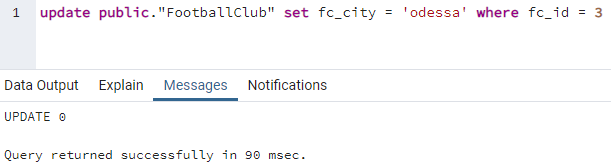 1 update public."FootballClub" set fc_city = 'odessa' where fc_id = 3
Data Output Explain Messages Notifications
UPDATE 0
Query returned successfully in 90 msec.